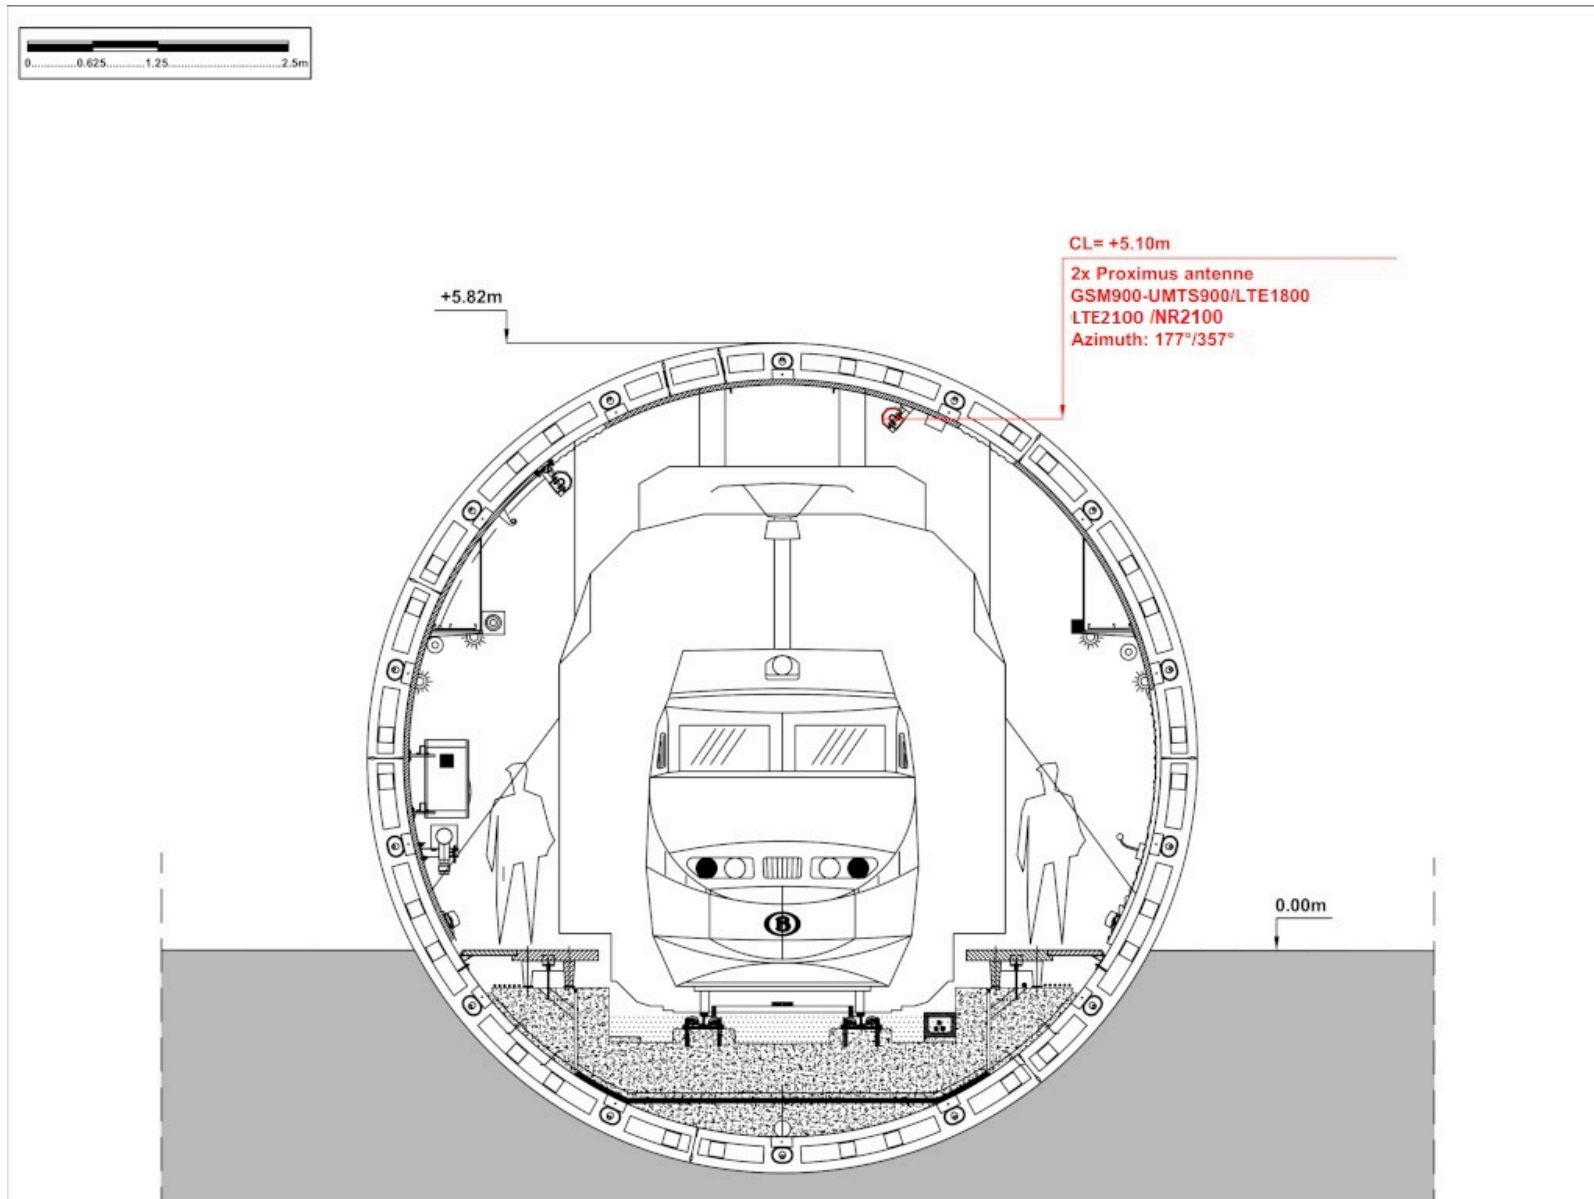 0..............0.625............1.25................................2.5m
CL= +5.10m
2x Proximus antenne
GSM900-UMTS900/LTE1800
LTE2100 /NR2100
Azimuth: 177°/357°
+5.82m
B
0.00m